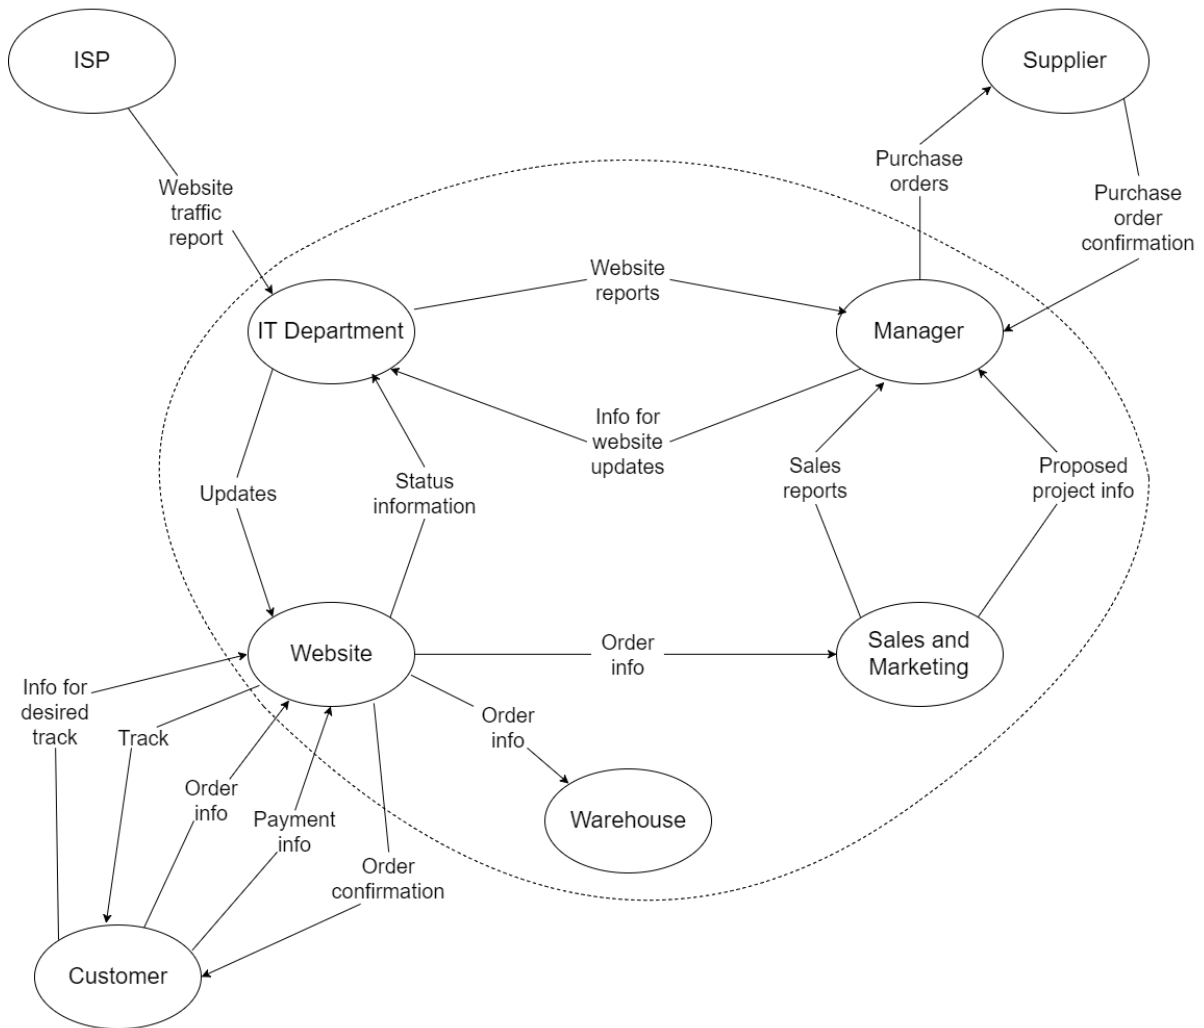 ISP
Supplier
Purchase
orders
Website
traffic
report
Purchase
order
confirmation
Website
reports
IT Department
Manager
Info for
website
updates
Sales
reports
Proposed
project info
Updates
Status
information
Website
Order
info
Sales and
Marketing
Info for
desired
track
Track
Order
info
Order
info
Payment
info
Warehouse
Order
confirmation
Customer